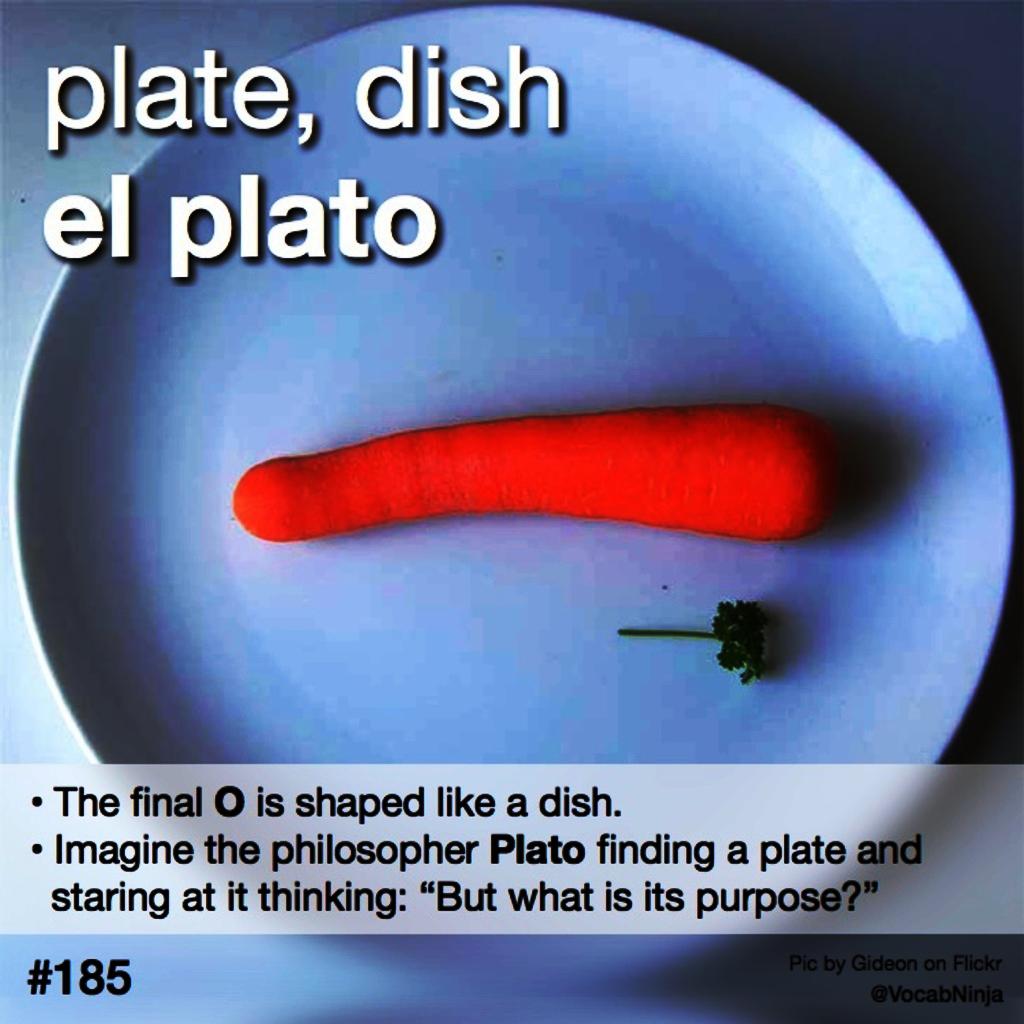 plate, dish
el plato
• The final O is shaped like a dish.
• Imagine the philosopher Plato finding a plate and
staring at it thinking: “But what is its purpose?”
#185
Pic by Gideon on Flickr
@VocabNinja